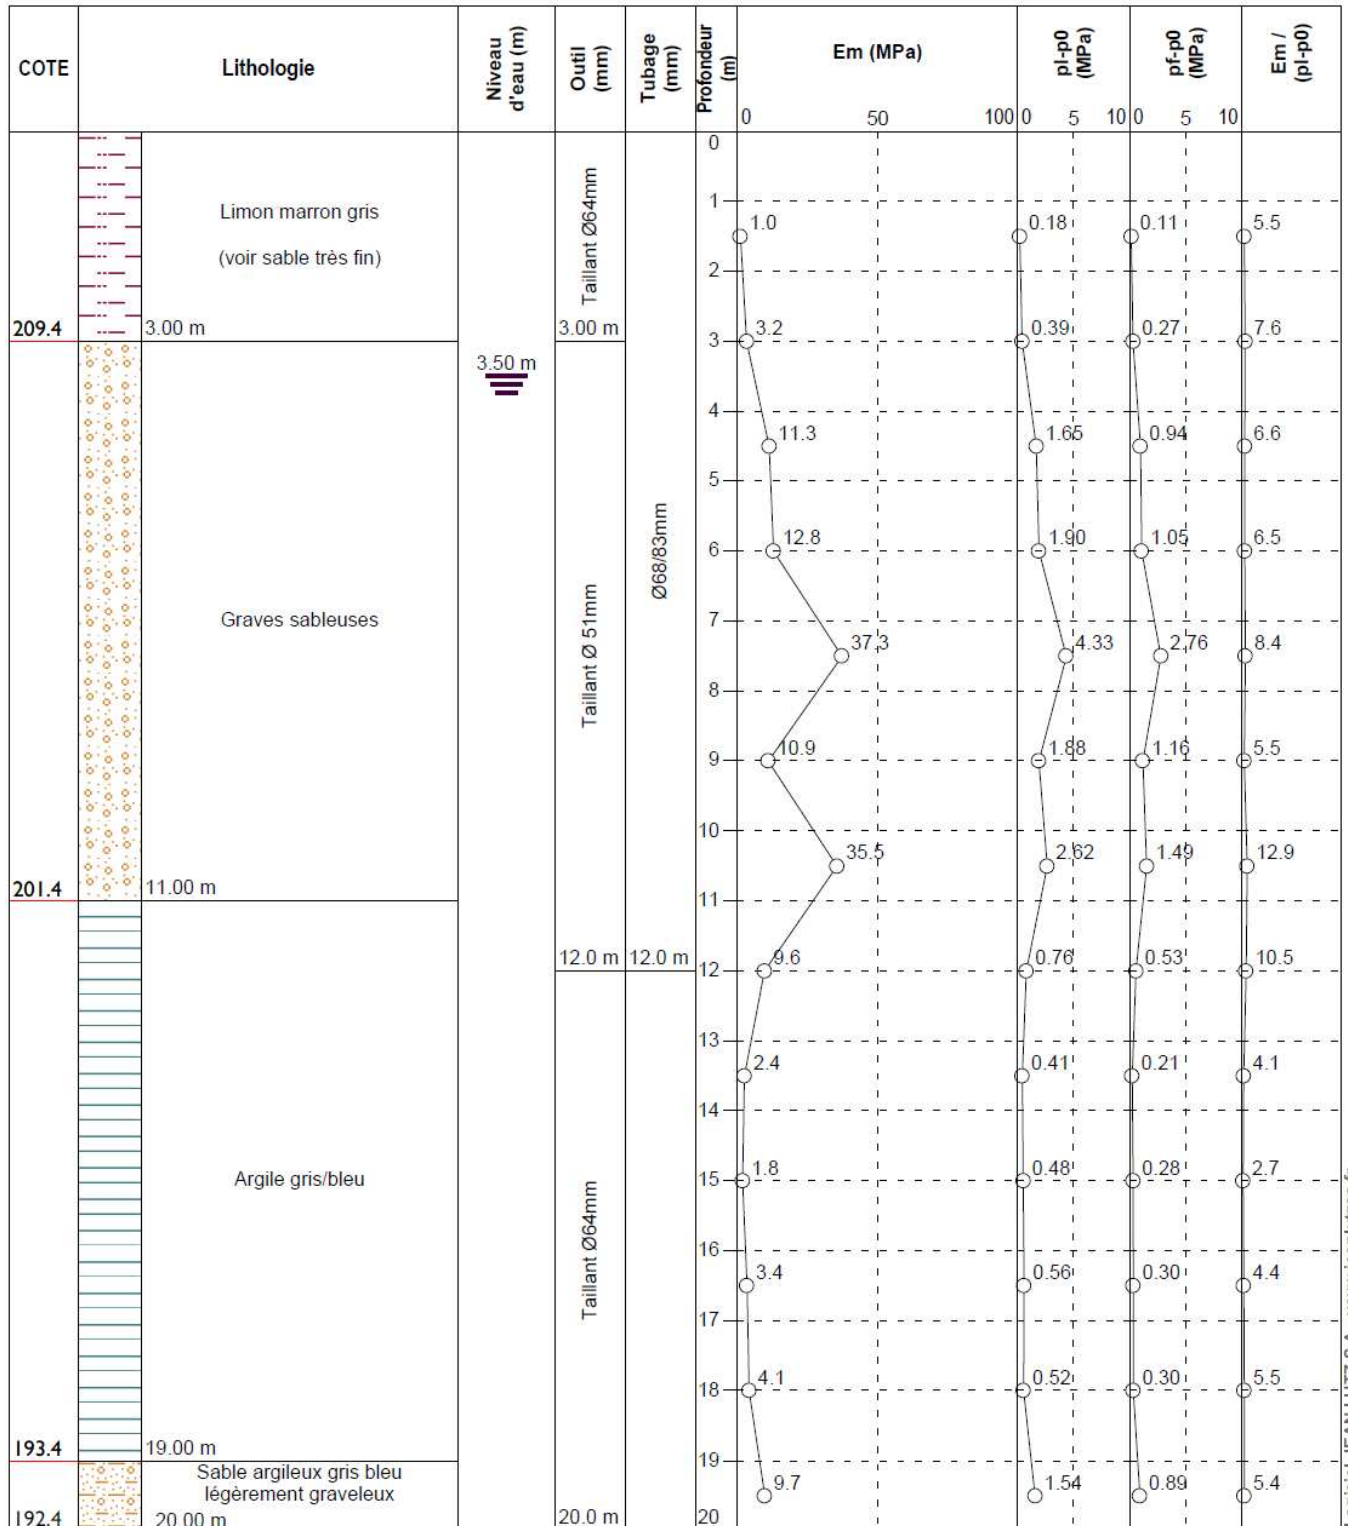 COTE
Lithologie
Niveau d'eau (m)
Outil (mm)
Tubage (mm)
Profondeur (m)
Em (MPa)
pl-p0 (MPa)
pf-p0 (MPa)
Em / (pl-p0)
0 50 100 0 5 10 0 5 10
0
Taillant Ø64mm
1
1.0 0.18 0.11 5.5
Limon marron gris
(voir sable très fin)
2
209.4 3.00 m 3.00 m
3 3.2 0.39 0.27 7.6
3.50 m
4
11.3 1.65 0.94 6.6
5
Ø68/83mm
6 12.8 1.90 1.05 6.5
Graves sableuses
Taillant Ø 51mm
7
37.3 4.33 2.76 8.4
8
9 10.9 1.88 1.16 5.5
10
35.5 2.62 1.49 12.9
201.4 11.00 m
11
12.0 m 12.0 m
12 9.6 0.76 0.53 10.5
13
2.4 0.41 0.21 4.1
14
Argile gris/bleu
15 1.8 0.48 0.28 2.7
Taillant Ø64mm
16
3.4 0.56 0.30 4.4
17
18 4.1 0.52 0.30 5.5
193.4 19.00 m
19
Sable argileux gris bleu
légèrement graveleux
9.7 1.54 0.89 5.4
192.4 20.00 m 20.0 m 20
JEAN LUTZ S.A